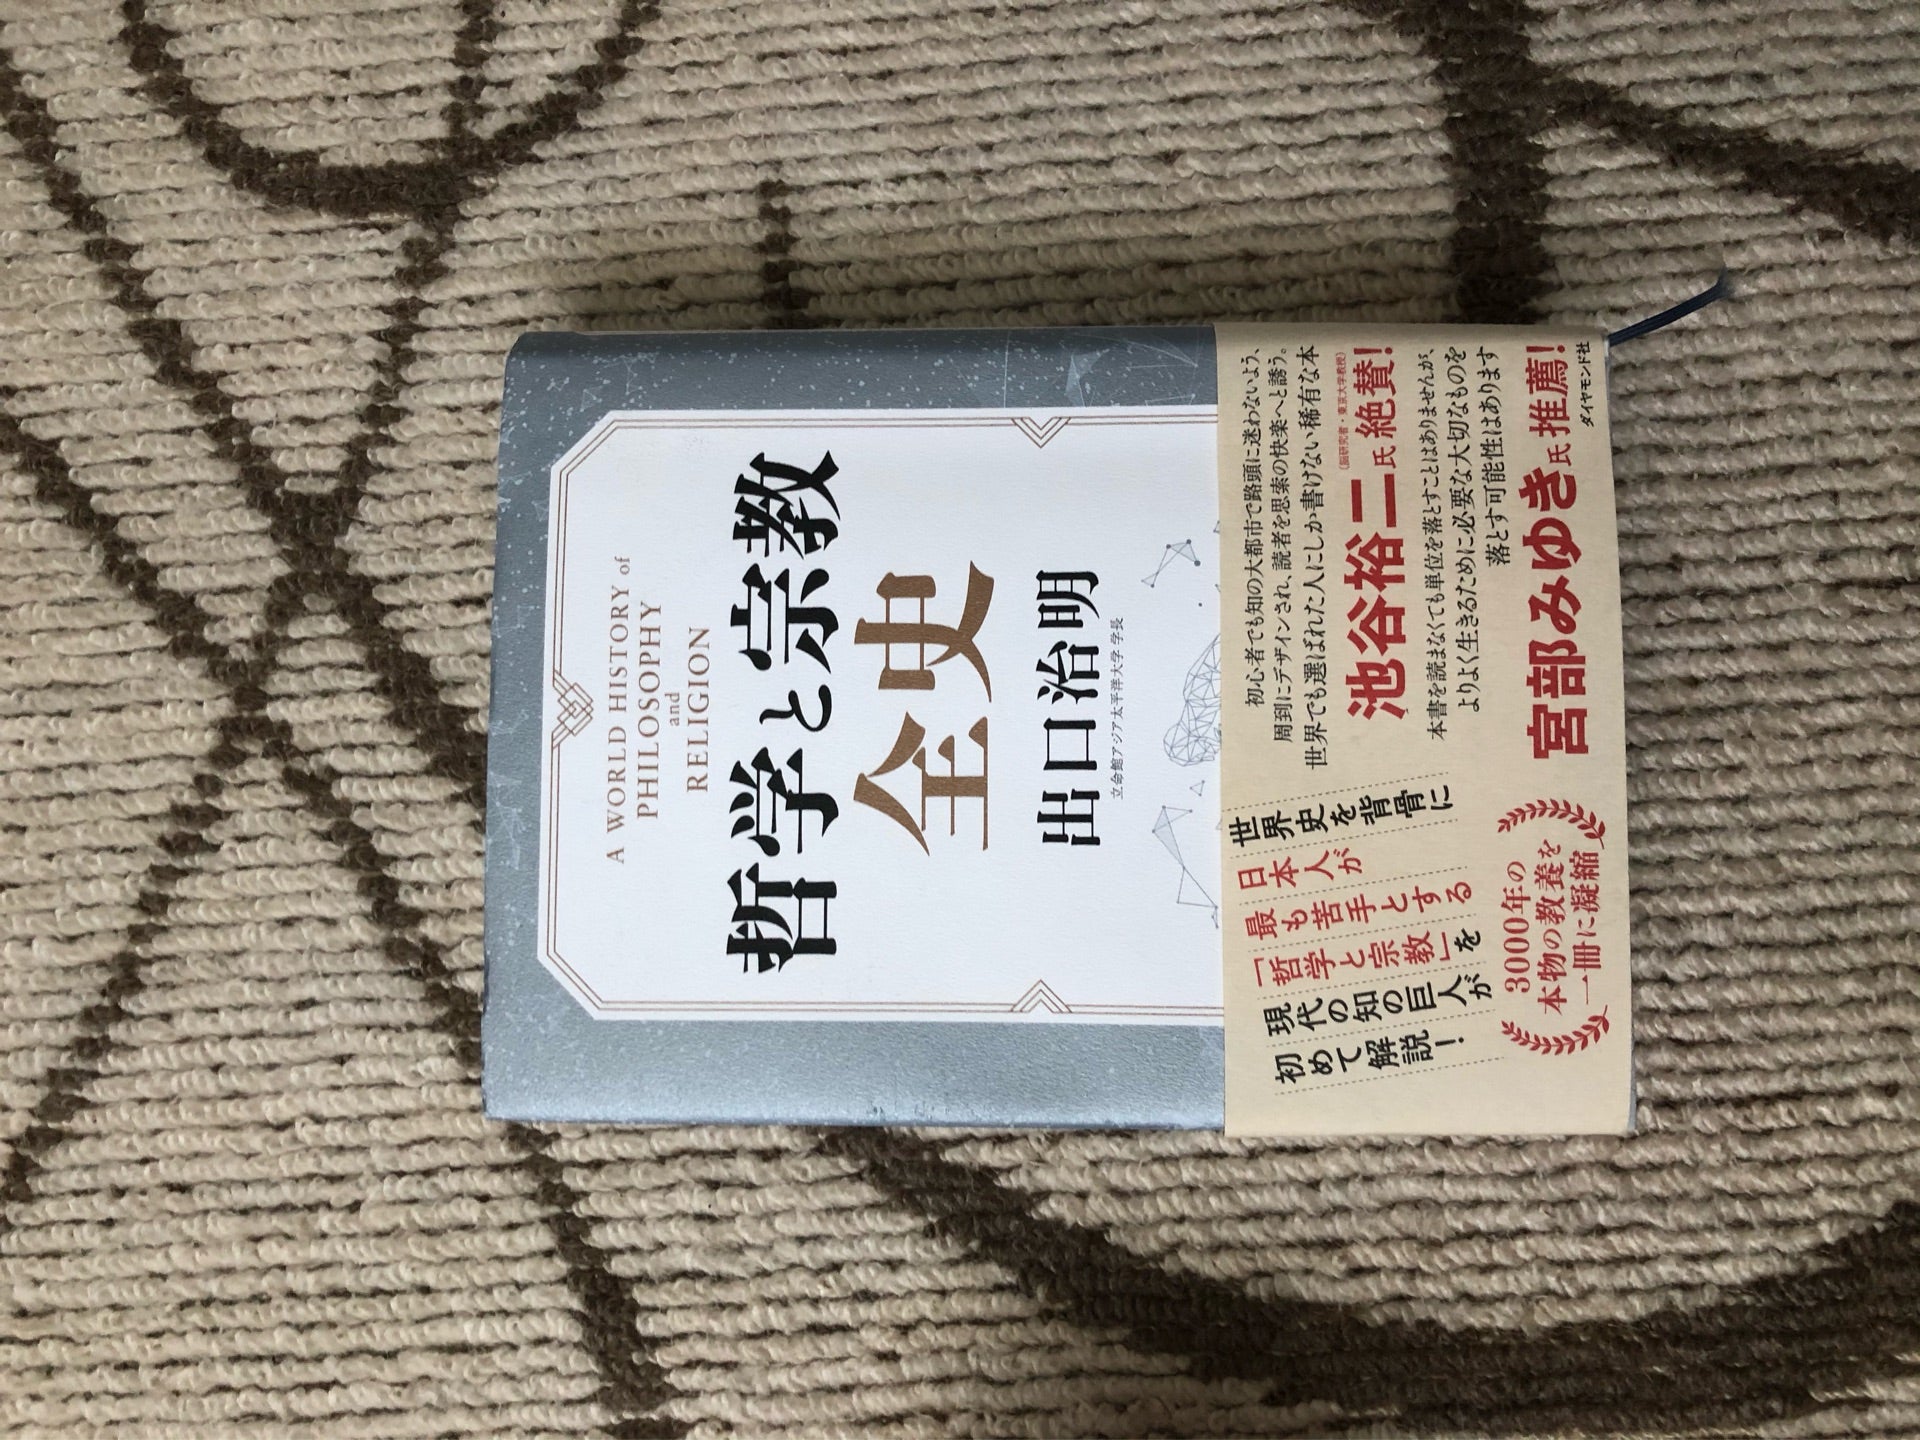 A WORLD HISTORY of
PHILOSOPHY
and
RELIGION
哲学と宗教
全史
出口治明
立命館アジア太平洋大学 学長
初心者でも知の大都市で路頭に迷わないよう、
周到にデザインされ、読者を思索の快楽へと誘う。
世界でも選ばれた人にしか書けない稀有な本
(脳研究者・東京大学教授)
池谷裕二氏 絶賛!
本書を読まなくても単位を落とすことはありませんが、
よりよく生きるために必要な大切なものを
落とす可能性はあります
宮部みゆき氏 推薦!
世界史を背骨に
日本人が
最も苦手とする
「哲学と宗教」を
現代の知の巨人が
初めて解説!
3000年の
本物の教養を
一冊に凝縮
ダイヤモンド社